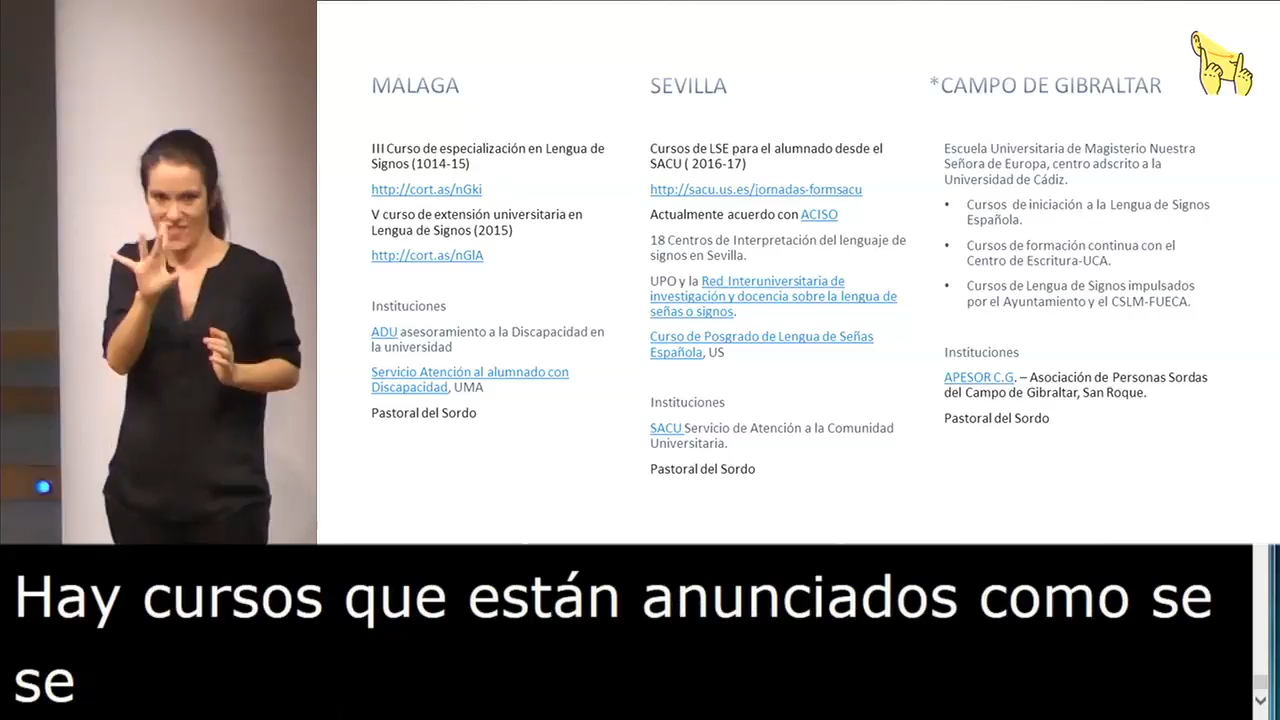 MALAGA
III Curso de especialización en Lengua de
Signos (1014-15)
http://cort.as/nGki
V curso de extensión universitaria en
Lengua de Signos (2015)
http://cort.as/nGlA
Instituciones
ADU asesoramiento a la Discapacidad en
la universidad
Servicio Atención al alumnado con
Discapacidad, UMA
Pastoral del Sordo
SEVILLA
Cursos de LSE para el alumnado desde el
SACU ( 2016-17)
http://sacu.us.es/jornadas-formsacu
Actualmente acuerdo con ACISO
18 Centros de Interpretación del lenguaje de
signos en Sevilla.
UPO y la Red Interuniversitaria de
investigación y docencia sobre la lengua de
señas o signos.
Curso de Posgrado de Lengua de Señas
Española, US
Instituciones
SACU Servicio de Atención a la Comunidad
Universitaria.
Pastoral del Sordo
*CAMPO DE GIBRALTAR
Escuela Universitaria de Magisterio Nuestra
Señora de Europa, centro adscrito a la
Universidad de Cádiz.
• Cursos de iniciación a la Lengua de Signos
Española.
• Cursos de formación continua con el
Centro de Escritura-UCA.
• Cursos de Lengua de Signos impulsados
por el Ayuntamiento y el CSLM-FUECA.
Instituciones
APESOR C.G. – Asociación de Personas Sordas
del Campo de Gibraltar, San Roque.
Pastoral del Sordo
Hay cursos que están anunciados como se
se